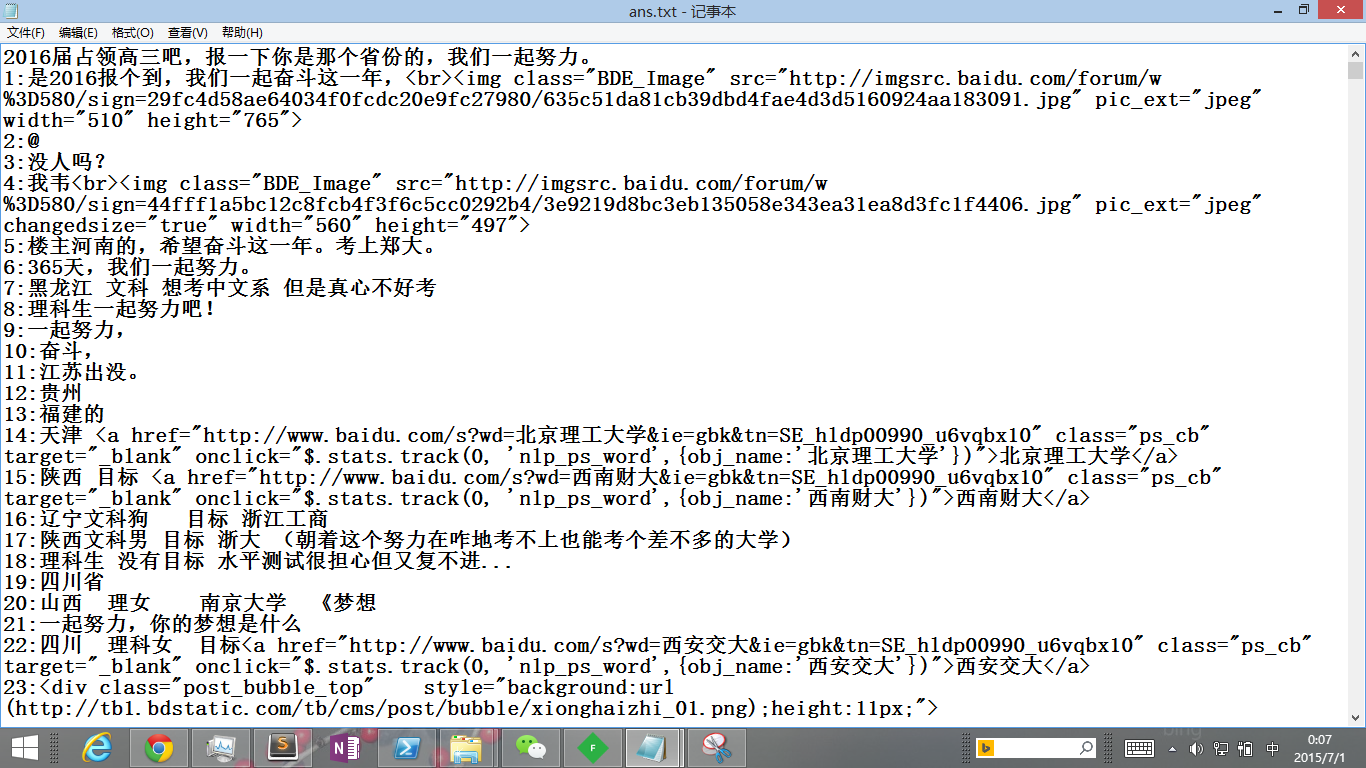 ans.txt - 记事本
文件(F) 编辑(E) 格式(O) 查看(V) 帮助(H)
2016届占领高三吧，报一下你是那个省份的，我们一起努力。
1:是2016报个到，我们一起奋斗这一年，<br><img class="BDE_Image" src="http://imgsrc.baidu.com/forum/w
%3D580/sign=29fc4d58ae64034f0fcdc20e9fc27980/635c51da81cb39dbd4fae4d3d5160924aa183091.jpg" pic_ext="jpeg"
width="510" height="765">
2:@
3:没人吗？
4:我韦<br><img class="BDE_Image" src="http://imgsrc.baidu.com/forum/w
%3D580/sign=44fff1a5bc12c8fcb4f3f6c5cc0292b4/3e9219d8bc3eb135058e343ea31ea8d3fc1f4406.jpg" pic_ext="jpeg"
changedsize="true" width="560" height="497">
5:楼主河南的，希望奋斗这一年。考上郑大。
6:365天，我们一起努力。
7:黑龙江 文科 想考中文系 但是真心不好考
8:理科生一起努力吧！
9:一起努力，
10:奋斗，
11:江苏出没。
12:贵州
13:福建的
14:天津 <a href="http://www.baidu.com/s?wd=北京理工大学&ie=gbk&tn=SE_hldp00990_u6vqbx10" class="ps_cb"
target="_blank" onclick="$.stats.track(0, 'nlp_ps_word',{obj_name:'北京理工大学'})">北京理工大学</a>
15:陕西 目标 <a href="http://www.baidu.com/s?wd=西南财大&ie=gbk&tn=SE_hldp00990_u6vqbx10" class="ps_cb"
target="_blank" onclick="$.stats.track(0, 'nlp_ps_word',{obj_name:'西南财大'})">西南财大</a>
16:辽宁文科狗   目标 浙江工商
17:陕西文科男 目标 浙大 （朝着这个努力在咋地考不上也能考个差不多的大学）
18:理科生 没有目标 水平测试很担心但又复不进...
19:四川省
20:山西  理女    南京大学  《梦想
21:一起努力，你的梦想是什么
22:四川  理科女  目标<a href="http://www.baidu.com/s?wd=西安交大&ie=gbk&tn=SE_hldp00990_u6vqbx10" class="ps_cb"
target="_blank" onclick="$.stats.track(0, 'nlp_ps_word',{obj_name:'西安交大'})">西安交大</a>
23:<div class="post_bubble_top"    style="background:url
(http://tb1.bdstatic.com/tb/cms/post/bubble/xionghaizhi_01.png);height:11px;">
bing
中
0:07
2015/7/1